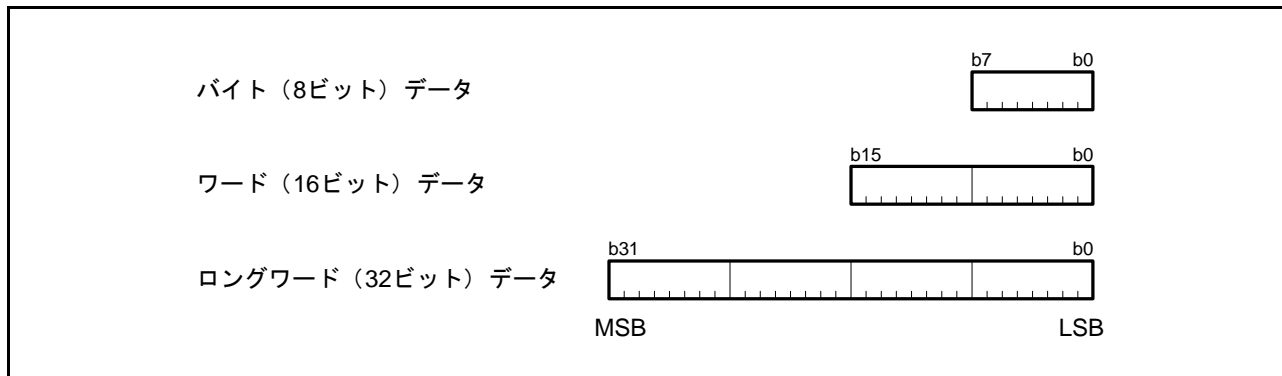 b7 b0
バイト（8ビット）データ
b15 b0
ワード（16ビット）データ
b31 b0
ロングワード（32ビット）データ
MSB LSB